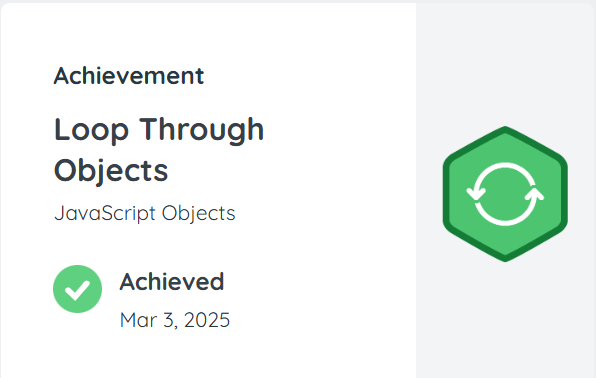 Achievement
Loop Through
Objects
JavaScript Objects
Achieved
Mar 3, 2025